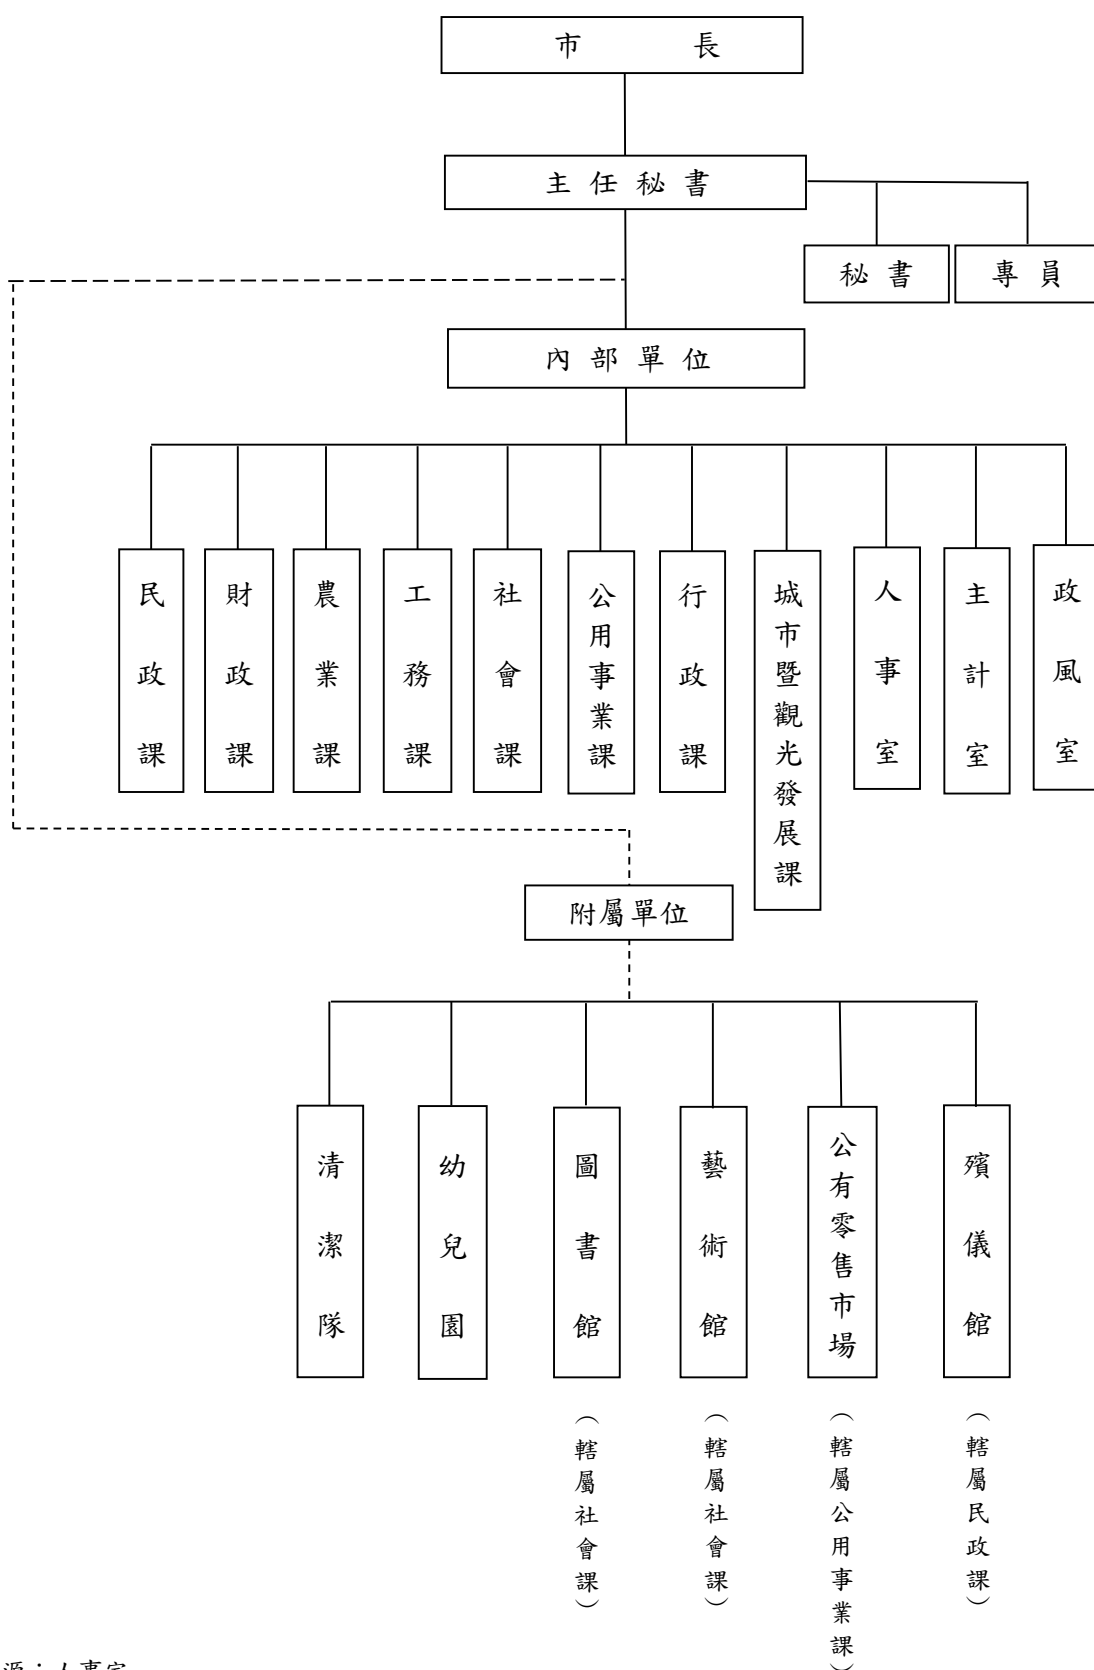 市長
主任秘書
秘書
專員
內部單位
民政課
財政課
農業課
工務課
社會課
公用事業課
行政課
城市暨觀光發展課
人事室
主計室
政風室
附屬單位
清潔隊
幼兒園
圖書館
藝術館
公有零售市場
殯儀館
（轄屬社會課）
（轄屬社會課）
（轄屬公用事業課）
（轄屬民政課）
源：人事室